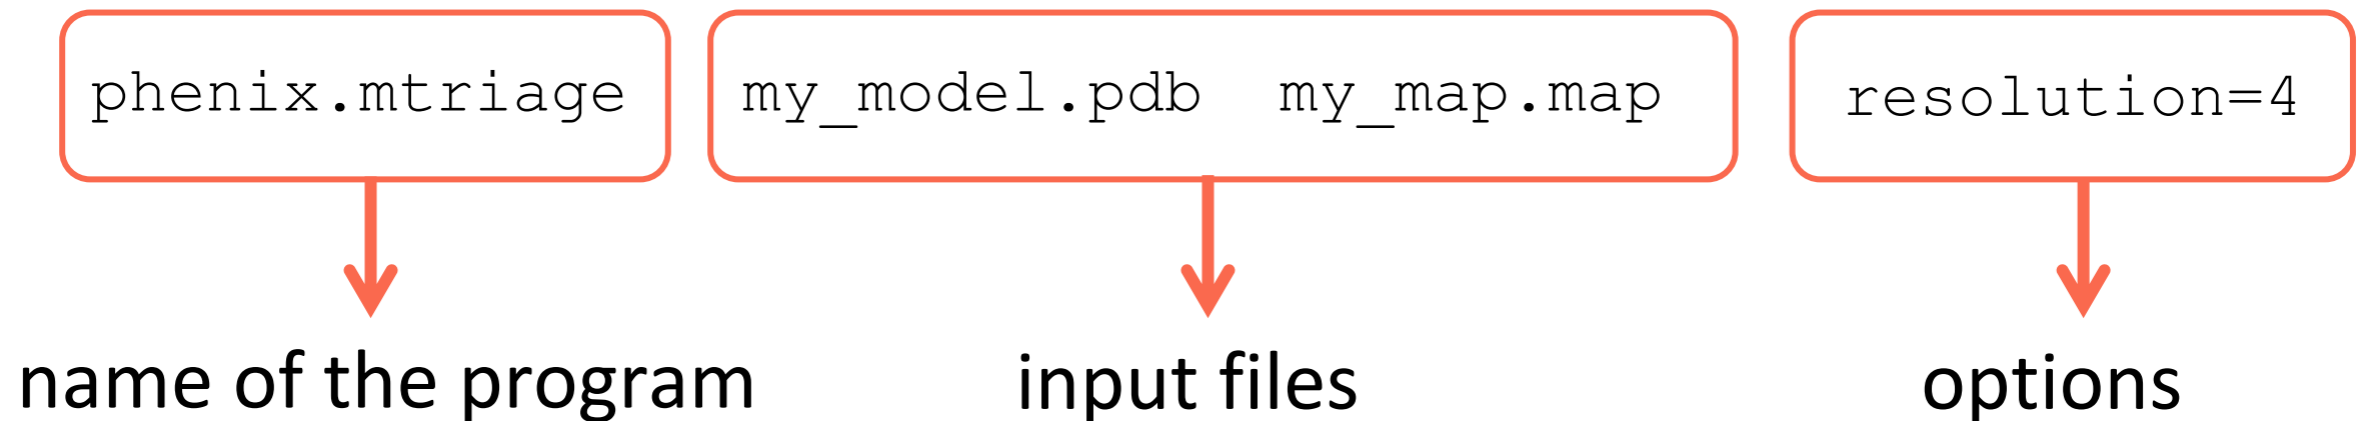 phenix.mtriage my_model.pdb my_map.map resolution=4
name of the program input files options